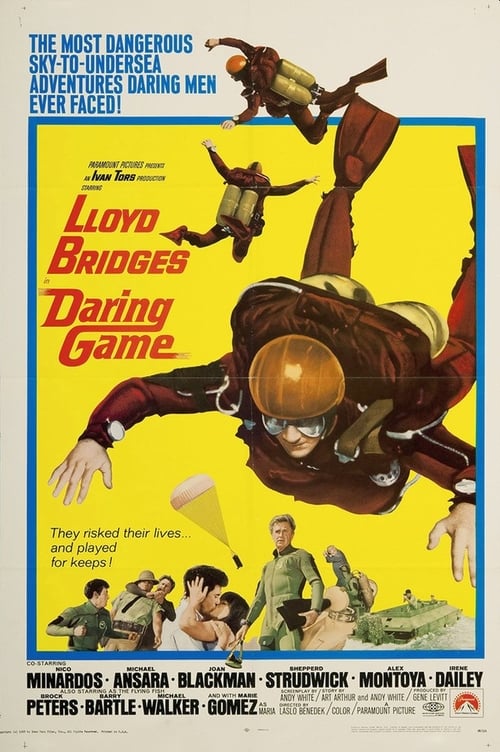 THE MOST DANGEROUS
SKY-TO-UNDERSEA
ADVENTURES DARING MEN
EVER FACED!
PARAMOUNT PICTURES PRESENTS
AN IVAN TORS PRODUCTION
STARRING
LLOYD
BRIDGES
in
DARING
GAME
They risked their lives...
and played
for keeps!
CO-STARRING
NICO MINARDOS · MICHAEL ANSARA · JOAN BLACKMAN · SHEPPERD STRUDWICK · ALEX MONTOYA · IRENE DAILEY
ALSO STARRING AS THE FLYING FISH
BROCK PETERS · BARRY BARTLE · MICHAEL WALKER · AND WITH MARIE GOMEZ AS MARIA
SCREENPLAY BY / STORY BY
ANDY WHITE / ART ARTHUR and ANDY WHITE /
PRODUCED BY
GENE LEVITT
DIRECTED BY
LASLO BENEDEK / COLOR / A PARAMOUNT PICTURE